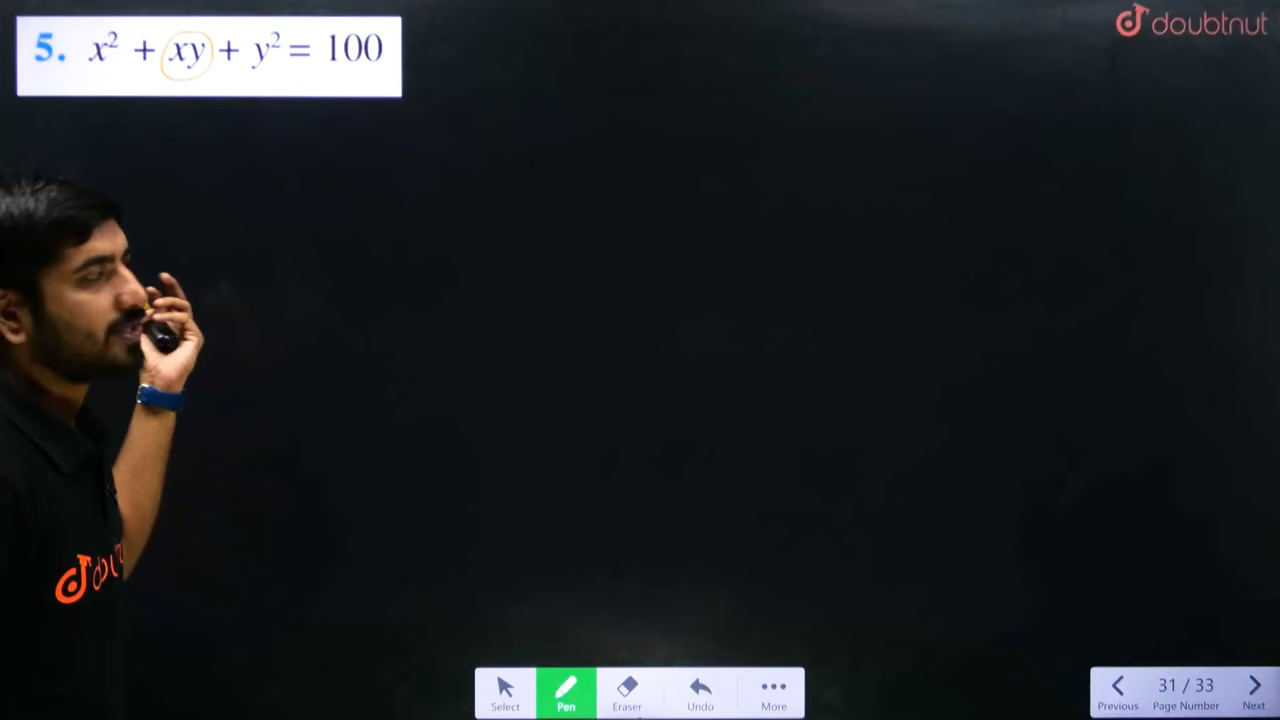 5. x² + xy + y² = 100
doubtnut
Select
Pen
Eraser
Undo
More
31 / 33
Previous
Page Number
Next